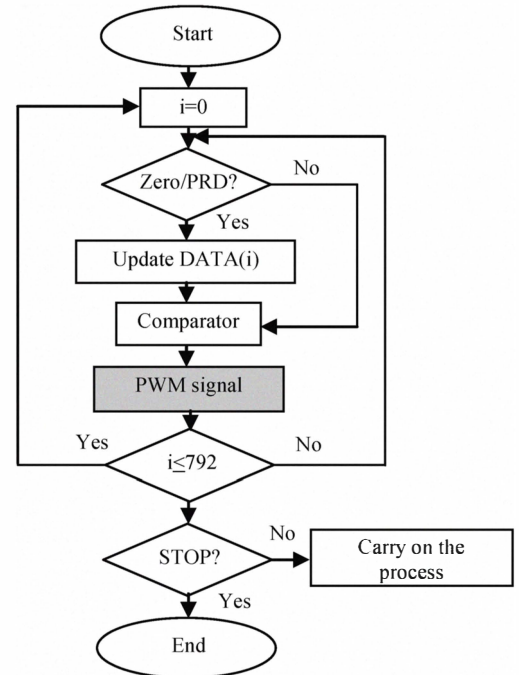 Start
i=0
Zero/PRD?
No
Yes
Update DATA(i)
Comparator
PWM signal
Yes
i≤792
No
STOP?
No
Carry on the
process
Yes
End